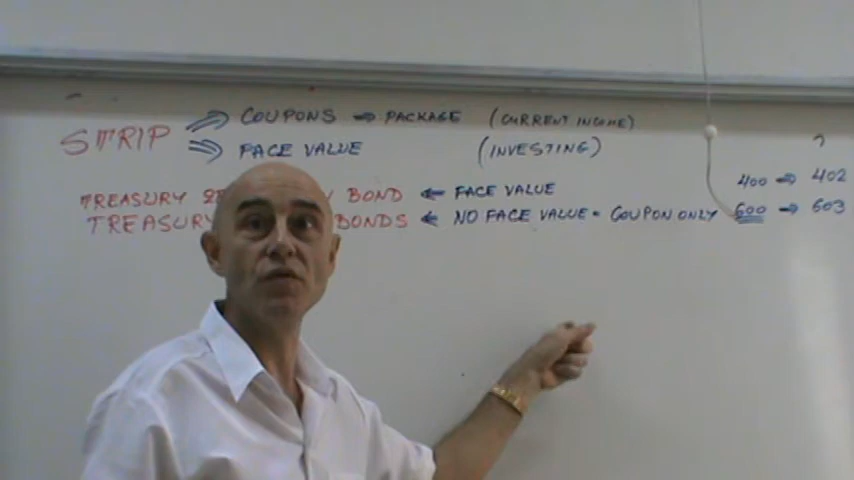 STRIP
COUPONS ⇒ PACKAGE (CURRENT INCOME)
FACE VALUE (INVESTING)
TREASURY BOND ← FACE VALUE
TREASURY BONDS ← NO FACE VALUE = COUPON ONLY
400 ⇒ 402
600 → 603